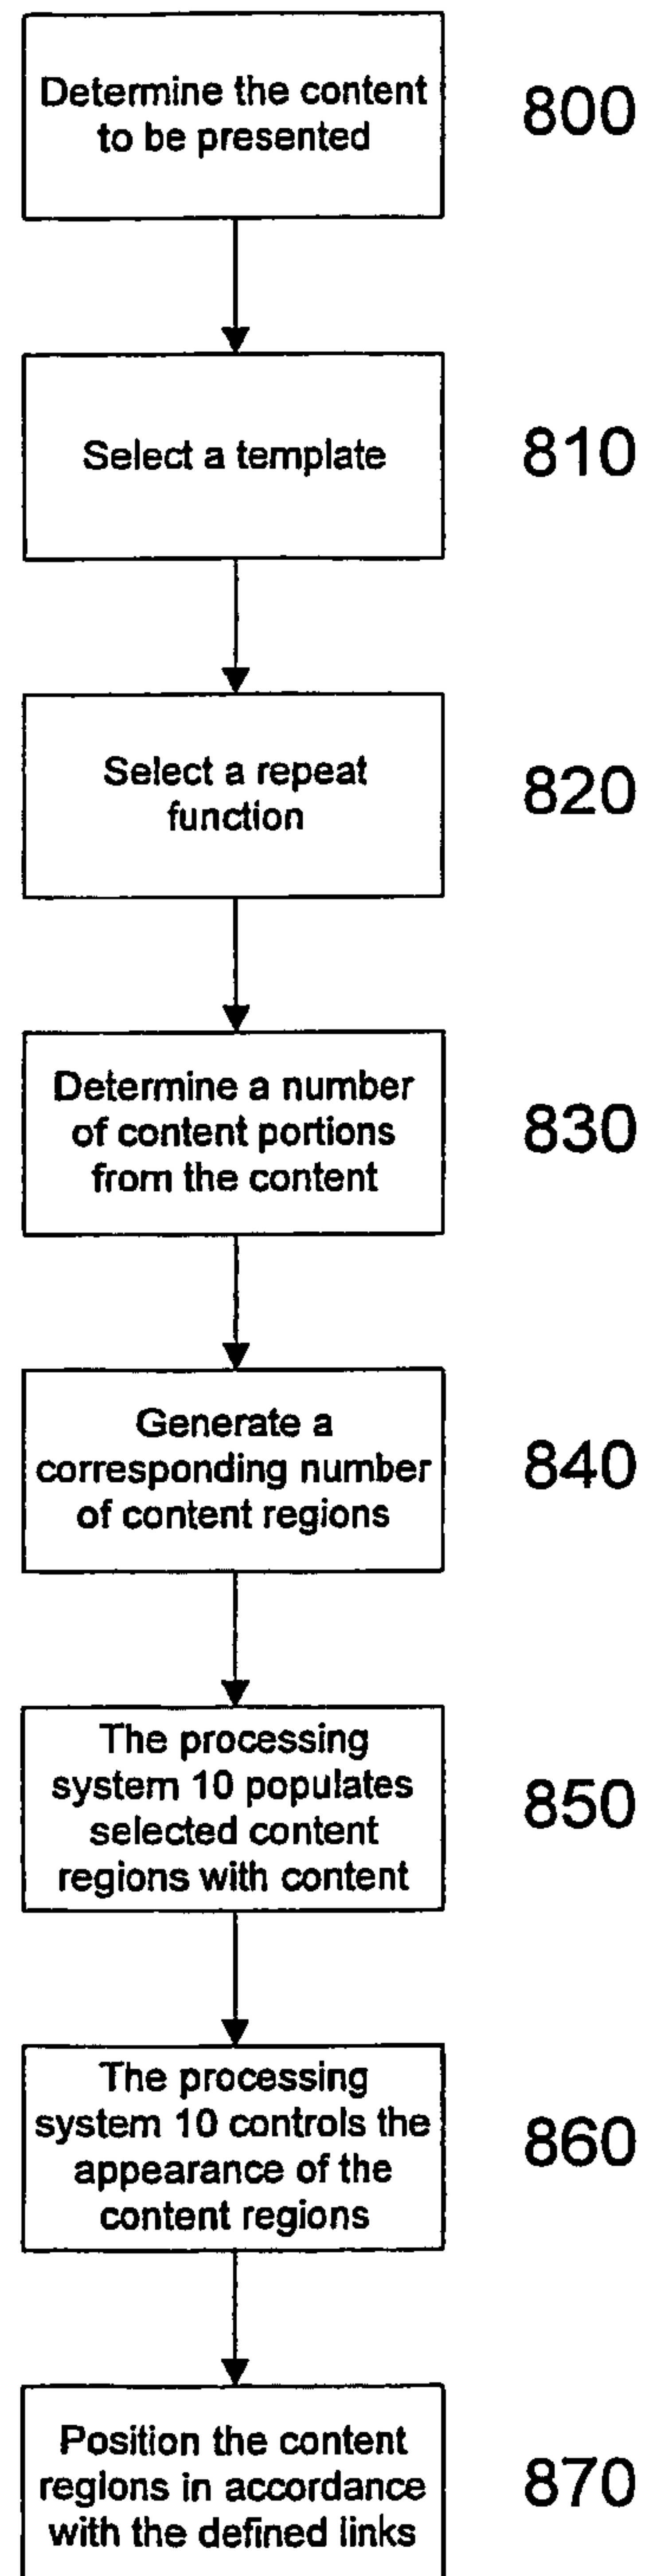 Determine the content
to be presented
800
Select a template
810
Select a repeat
function
820
Determine a number
of content portions
from the content
830
Generate a
corresponding number
of content regions
840
The processing
system 10 populates
selected content
regions with content
850
The processing
system 10 controls the
appearance of the
content regions
860
Position the content
regions in accordance
with the defined links
870